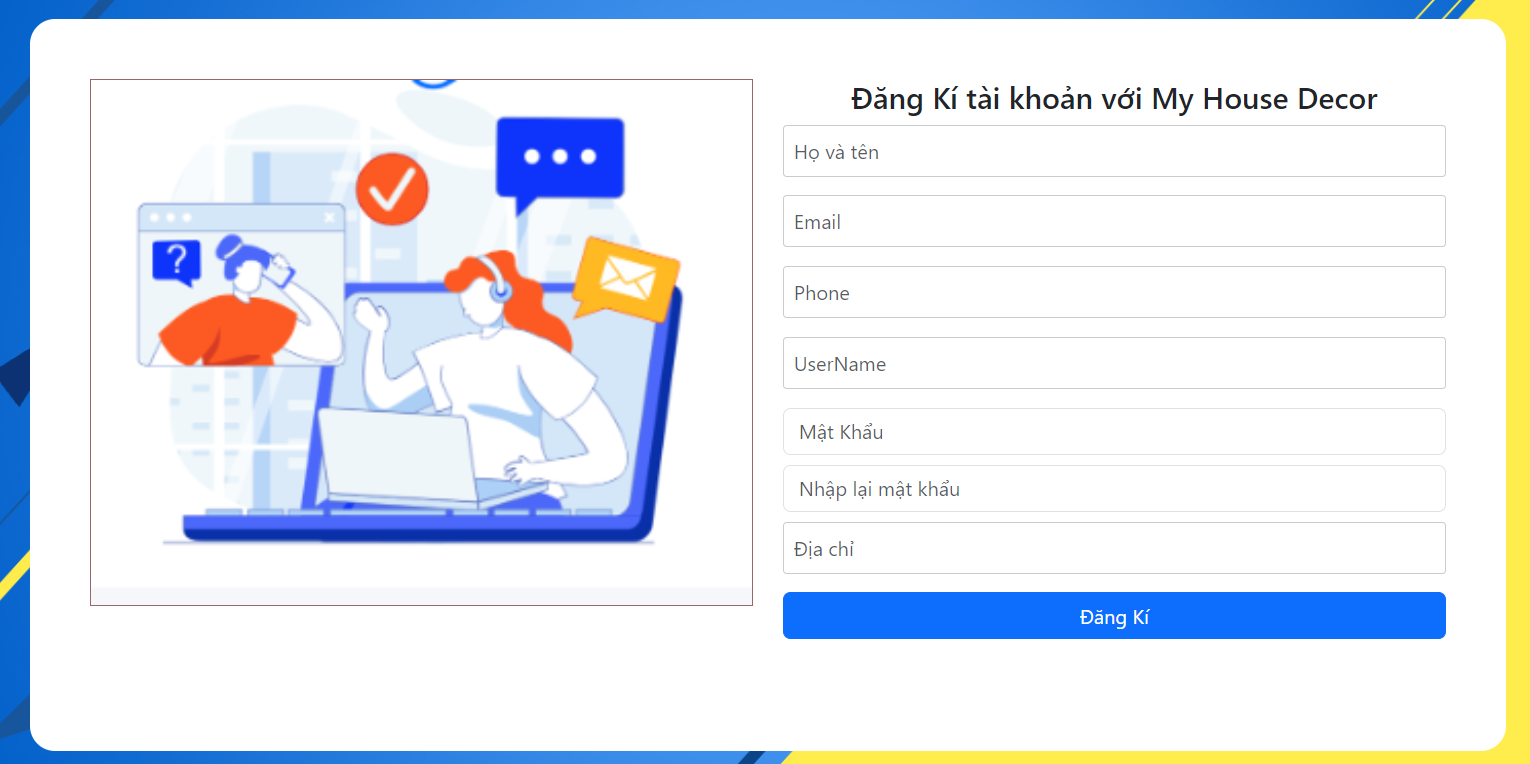 ?
Đăng Kí tài khoản với My House Decor
Họ và tên
Email
Phone
UserName
Mật Khẩu
Nhập lại mật khẩu
Địa chỉ
Đăng Kí